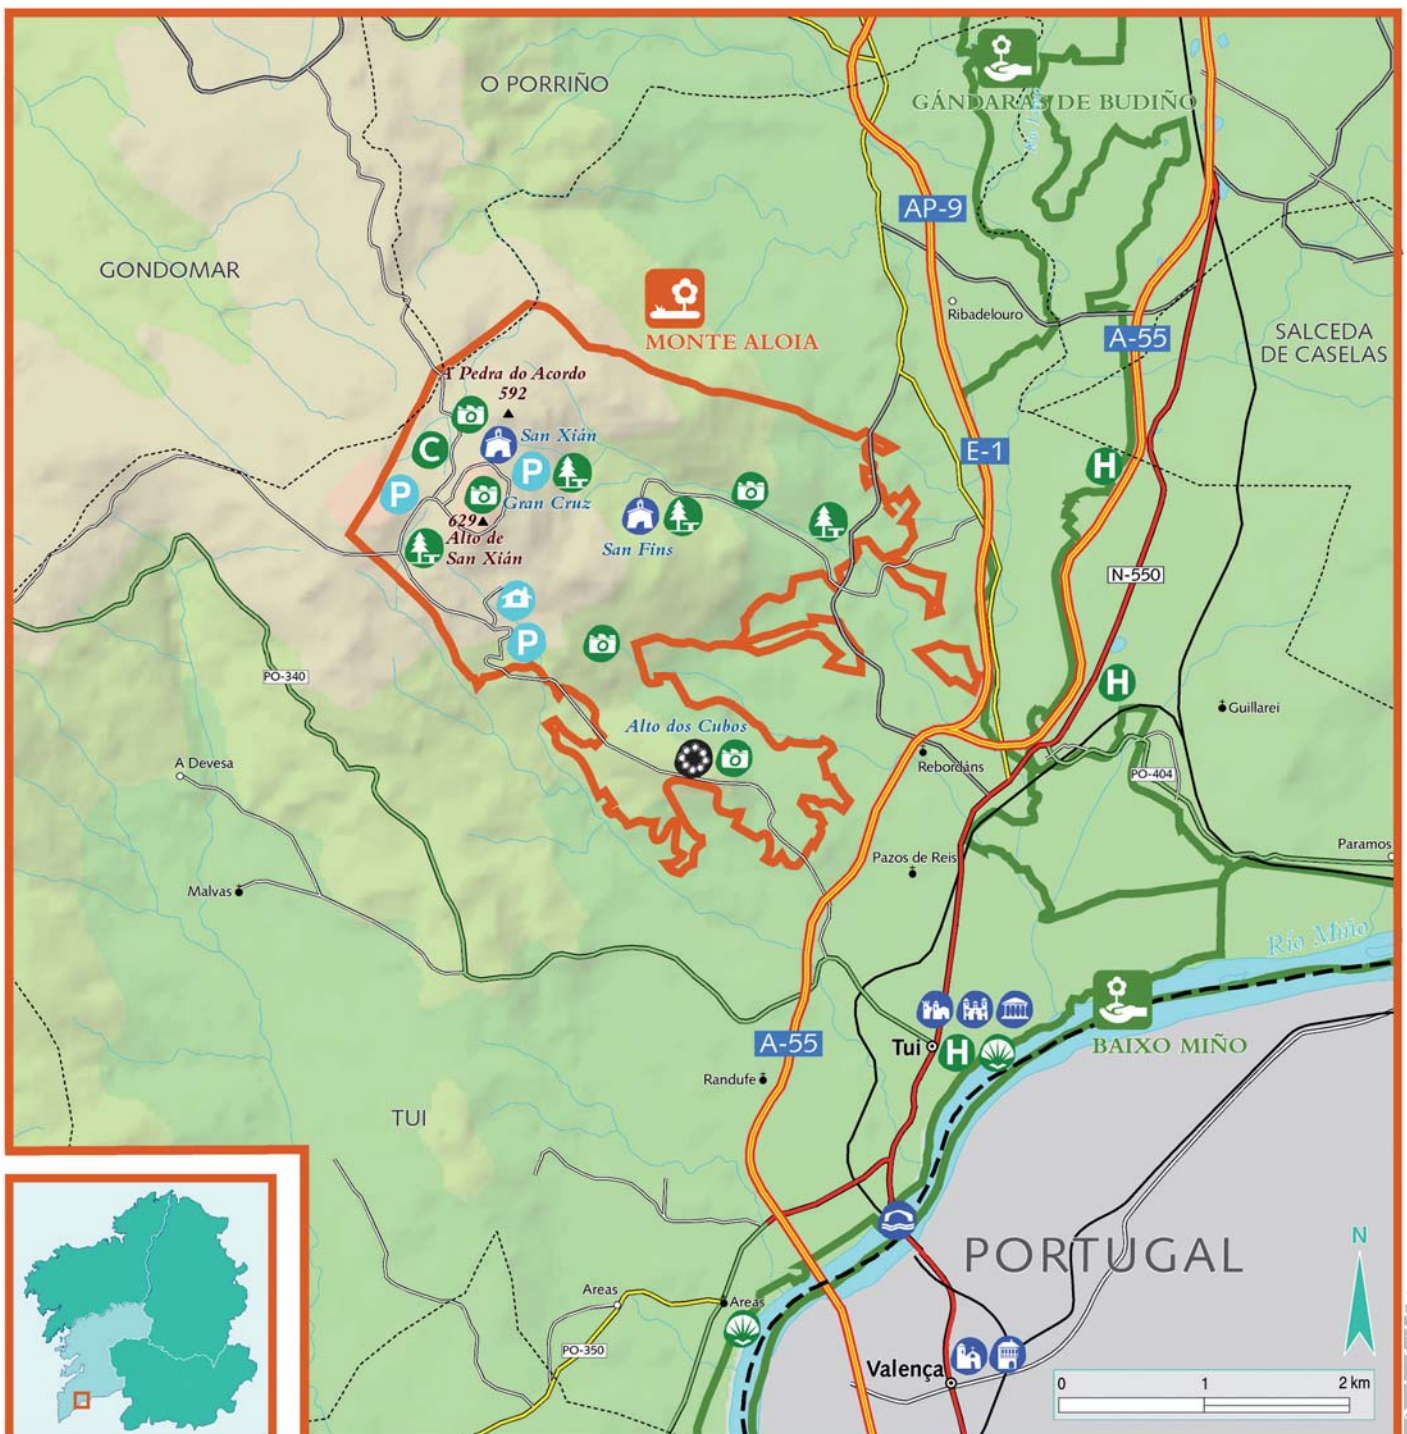 O PORRIÑO
GÁNDARAS DE BUDIÑO
AP-9
GONDOMAR
MONTE ALOIA
Ribadelouro
A-55
SALCEDA
DE CASELAS
Pedra do Acordo
592
San Xián
C
P
P
Gran Cruz
E-1
H
629
Alto de
San Xián
San Fins
N-550
P
PO-340
H
Guillarei
Alto dos Cubos
A Devesa
Rebordáns
PO-404
Paramos
Malvas
Pazos de Reis
Río Miño
A-55
Tui
H
BAIXO MIÑO
Randufe
TUI
PORTUGAL
N
Areas
Areas
PO-350
Valença
0 1 2 km